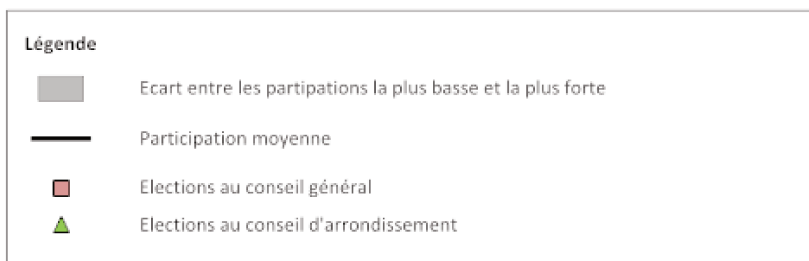 Légende
Ecart entre les partipations la plus basse et la plus forte
Participation moyenne
Elections au conseil général
Elections au conseil d'arrondissement